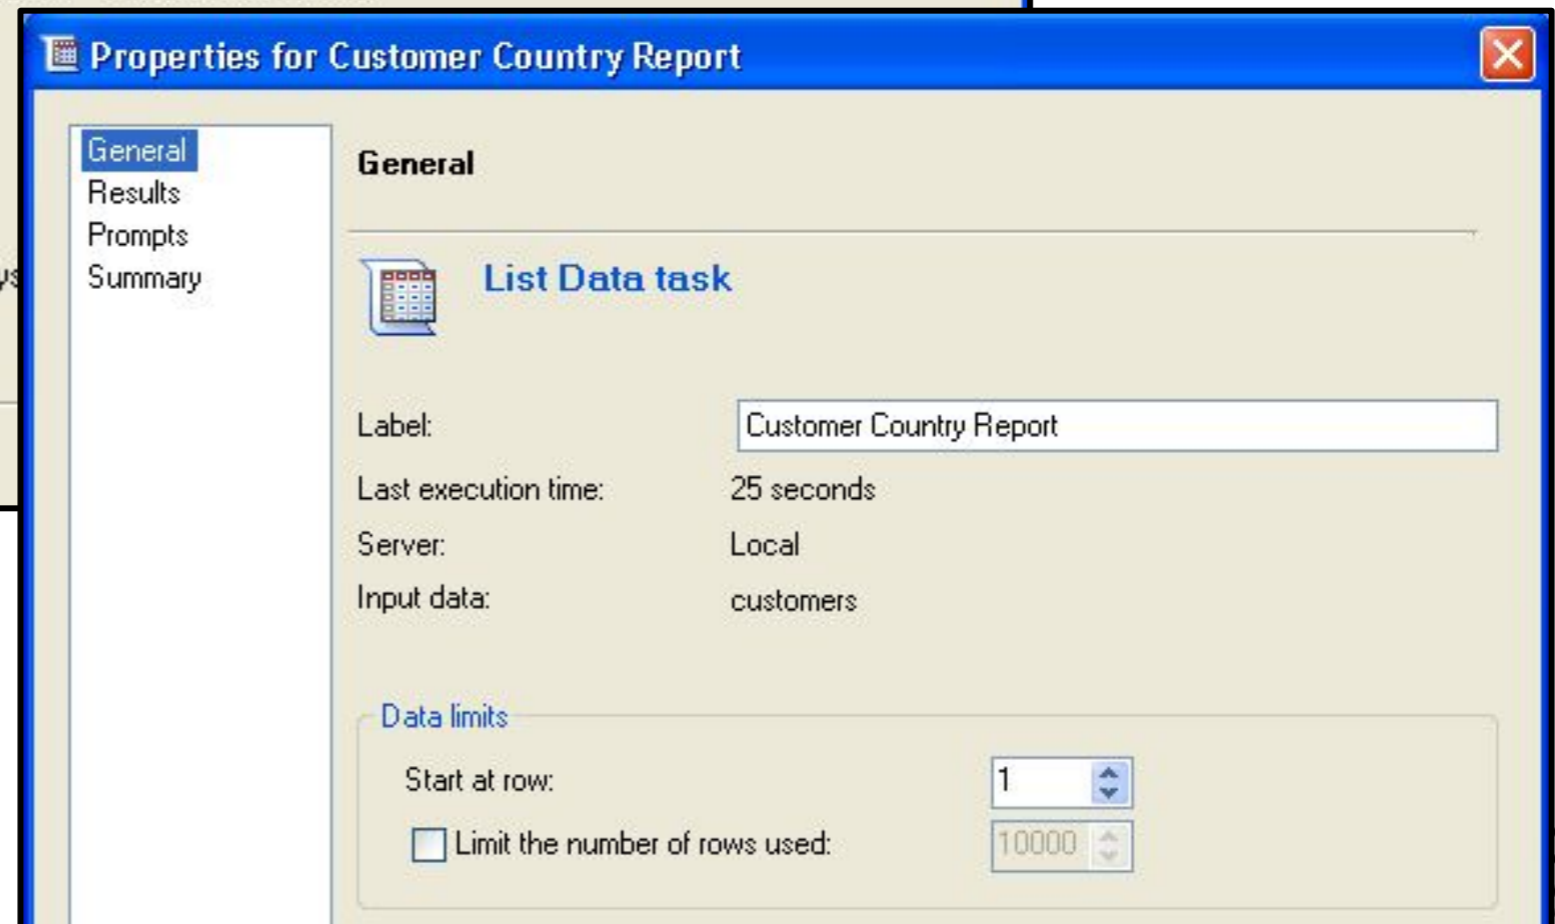 Properties for Customer Country Report
General
Results
Prompts
Summary
General
List Data task
Label: Customer Country Report
Last execution time: 25 seconds
Server: Local
Input data: customers
Data limits
Start at row: 1
Limit the number of rows used: 10000